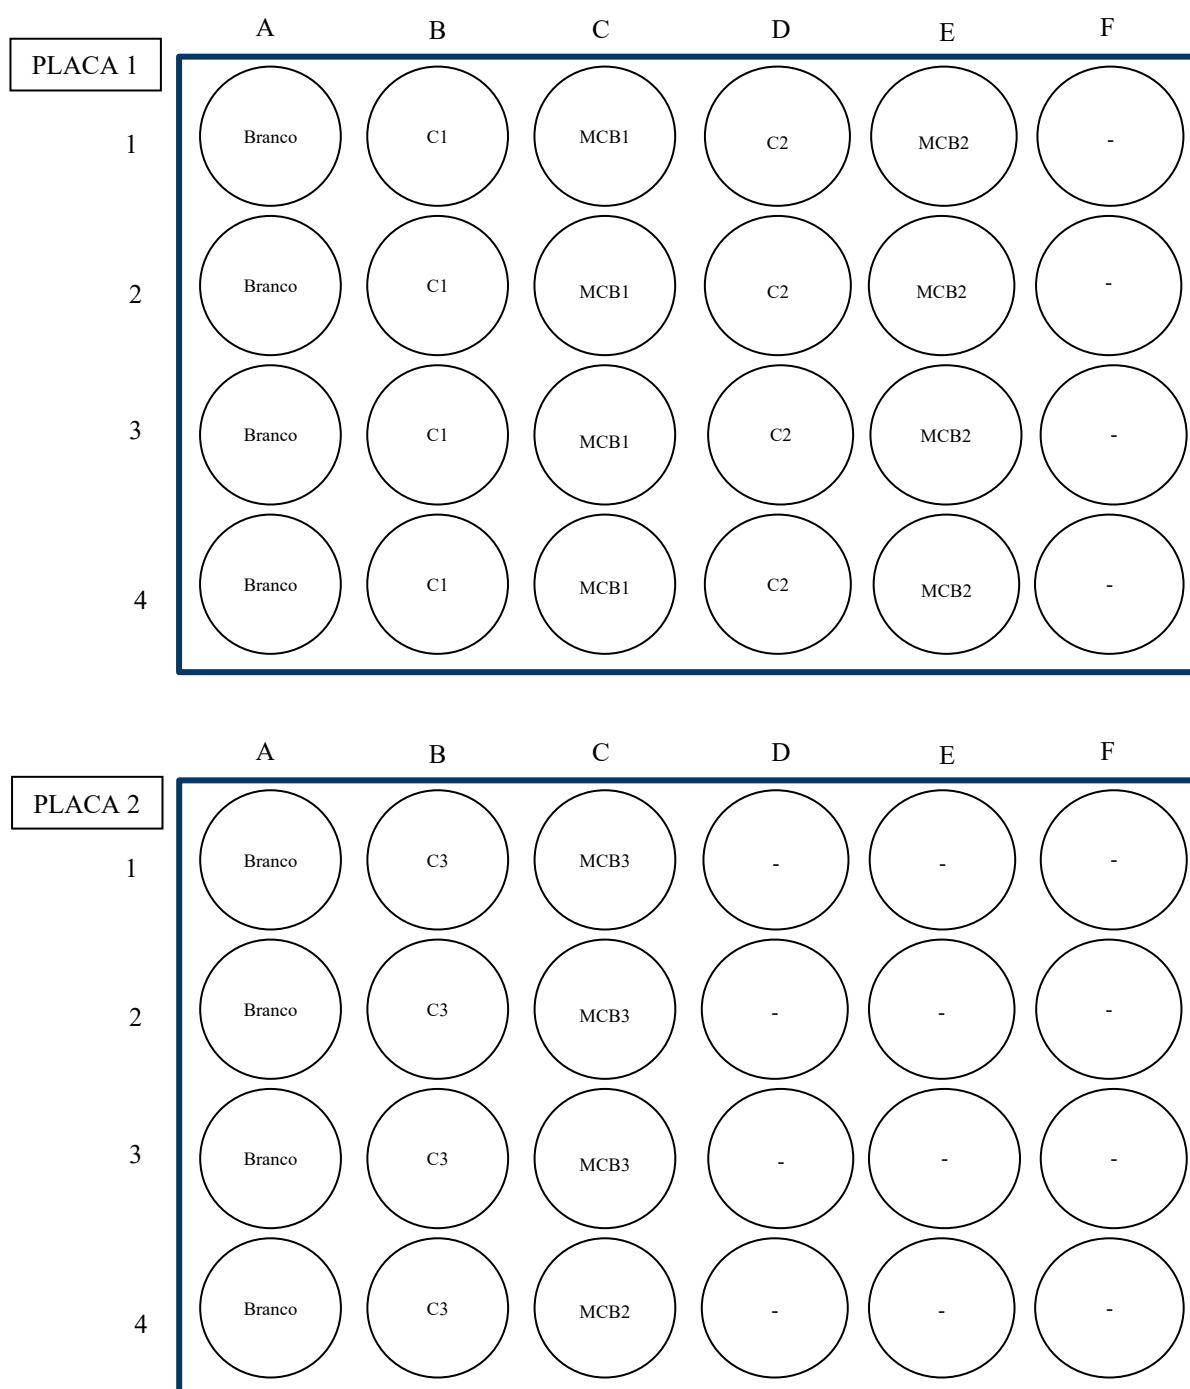 A B C D E F
PLACA 1
1 Branco C1 MCB1 C2 MCB2 -
2 Branco C1 MCB1 C2 MCB2 -
3 Branco C1 MCB1 C2 MCB2 -
4 Branco C1 MCB1 C2 MCB2 -
A B C D E F
PLACA 2
1 Branco C3 MCB3 - - -
2 Branco C3 MCB3 - - -
3 Branco C3 MCB3 - - -
4 Branco C3 MCB2 - - -